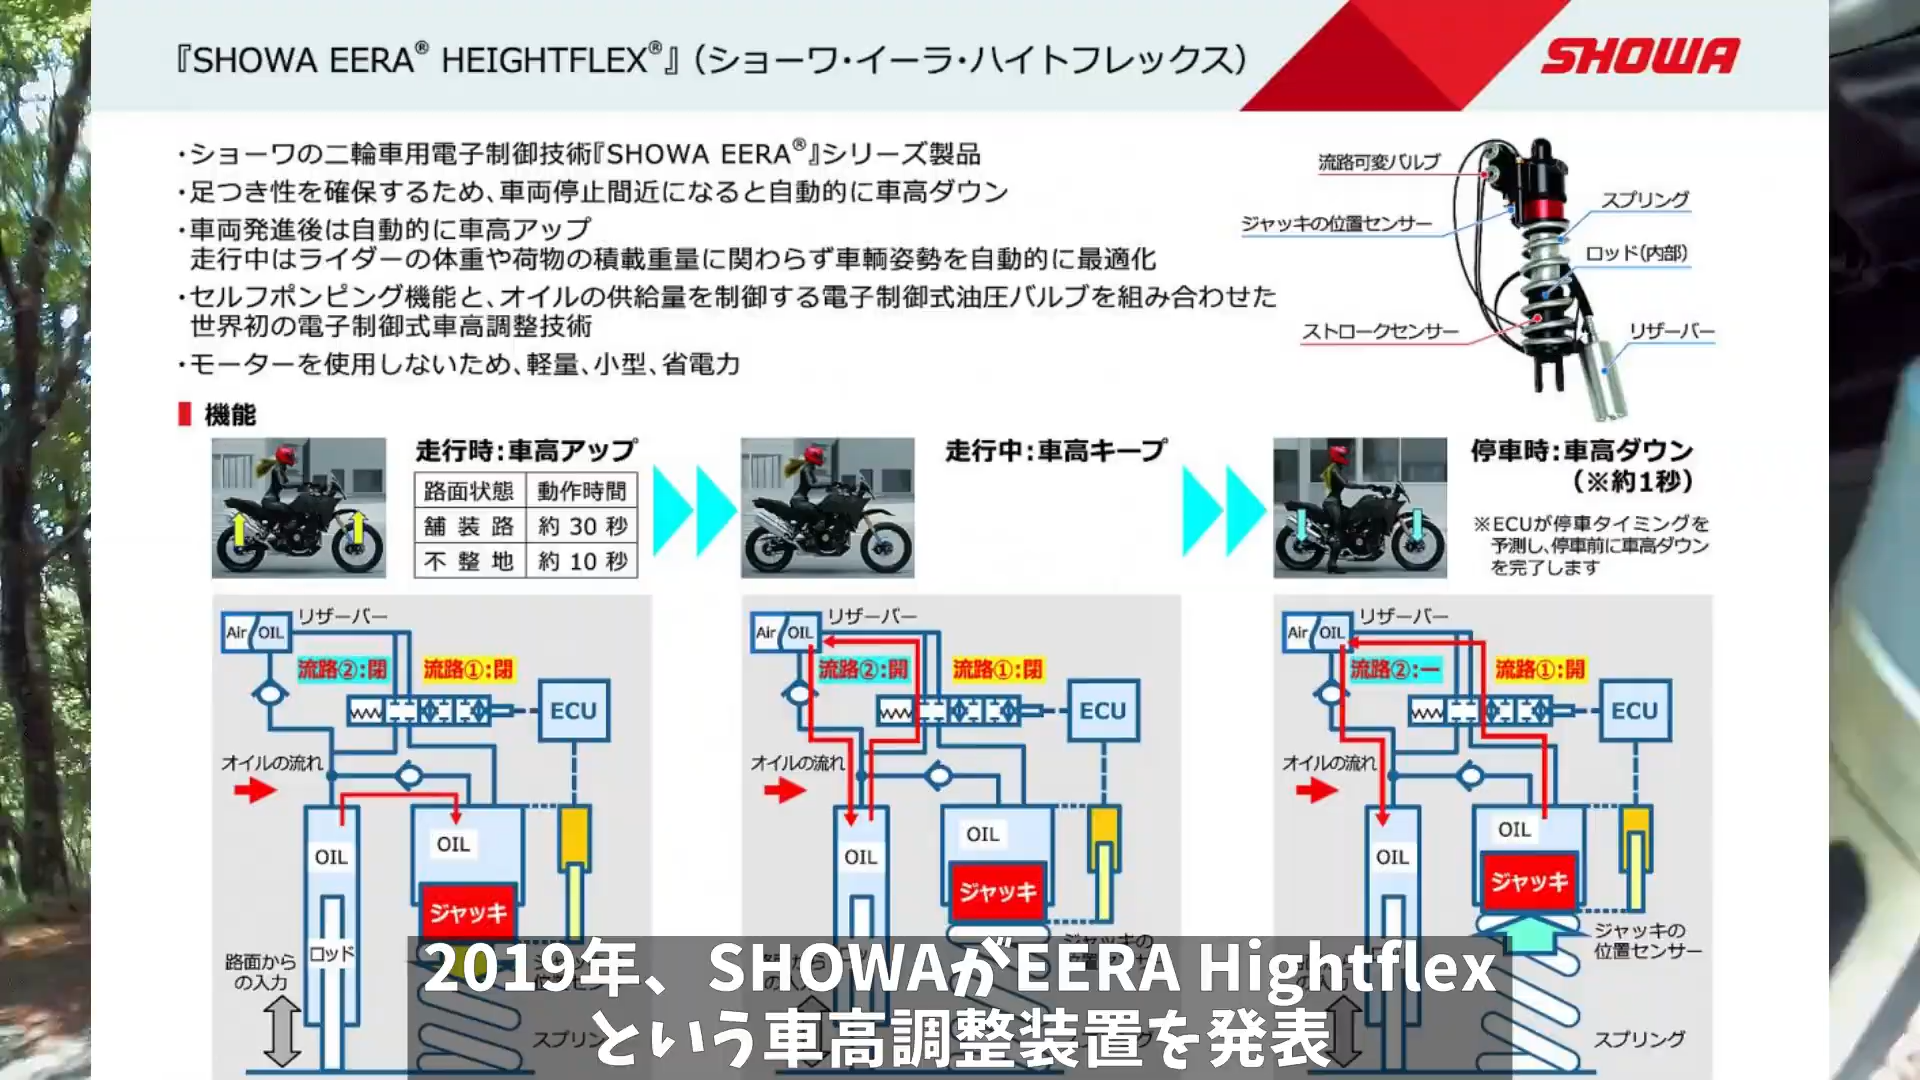 『SHOWA EERA® HEIGHTFLEX®』（ショーワ・イーラ・ハイトフレックス）
SHOWA
・ショーワの二輪車用電子制御技術『SHOWA EERA®』シリーズ製品
・足つき性を確保するため、車両停止間近になると自動的に車高ダウン
・車両発進後は自動的に車高アップ
走行中はライダーの体重や荷物の積載重量に関わらず車輌姿勢を自動的に最適化
・セルフポンピング機能と、オイルの供給量を制御する電子制御式油圧バルブを組み合わせた
世界初の電子制御式車高調整技術
・モーターを使用しないため、軽量、小型、省電力
流路可変バルブ
スプリング
ジャッキの位置センサー
ロッド（内部）
ストロークセンサー
リザーバー
機能
走行時：車高アップ
路面状態 動作時間
舗装路 約 30 秒
不整地 約 10 秒
走行中：車高キープ
停車時：車高ダウン
（※約1秒）
※ECUが停車タイミングを
予測し、停車前に車高ダウン
を完了します
リザーバー
Air OIL
流路②：閉 流路①：閉
ECU
オイルの流れ
OIL
OIL
ジャッキ
ロッド
路面から
の入力
スプリン
リザーバー
Air OIL
流路②：開 流路①：閉
ECU
オイルの流れ
OIL
OIL
ジャッキ
ジャッキの
リザーバー
Air OIL
流路②：ー 流路①：開
ECU
オイルの流れ
OIL
OIL
ジャッキ
ジャッキの
位置センサー
スプリング
2019年、SHOWAがEERA Hightflex
という車高調整装置を発表